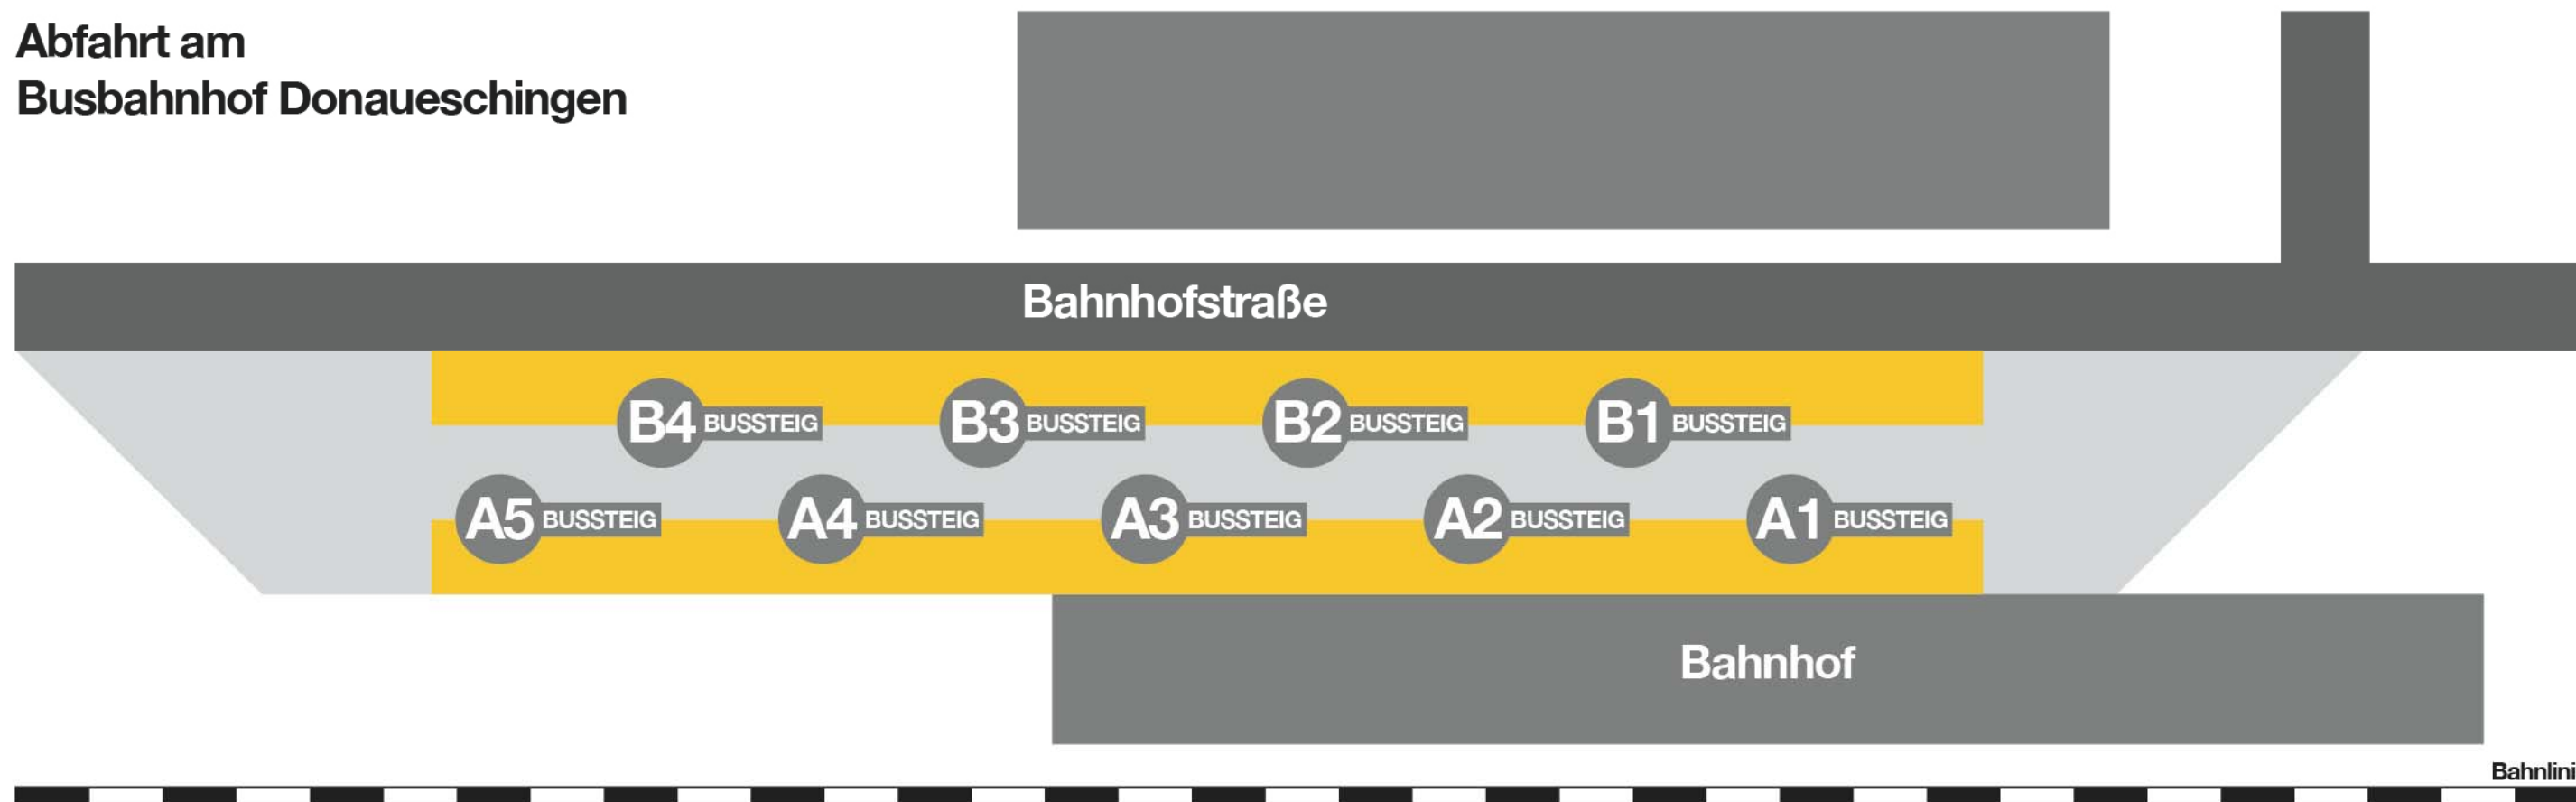 Abfahrt am
Busbahnhof Donaueschingen
Bahnhofstraße
B4 BUSSTEIG B3 BUSSTEIG B2 BUSSTEIG B1 BUSSTEIG
A5 BUSSTEIG A4 BUSSTEIG A3 BUSSTEIG A2 BUSSTEIG A1 BUSSTEIG
Bahnhof
Bahnlini